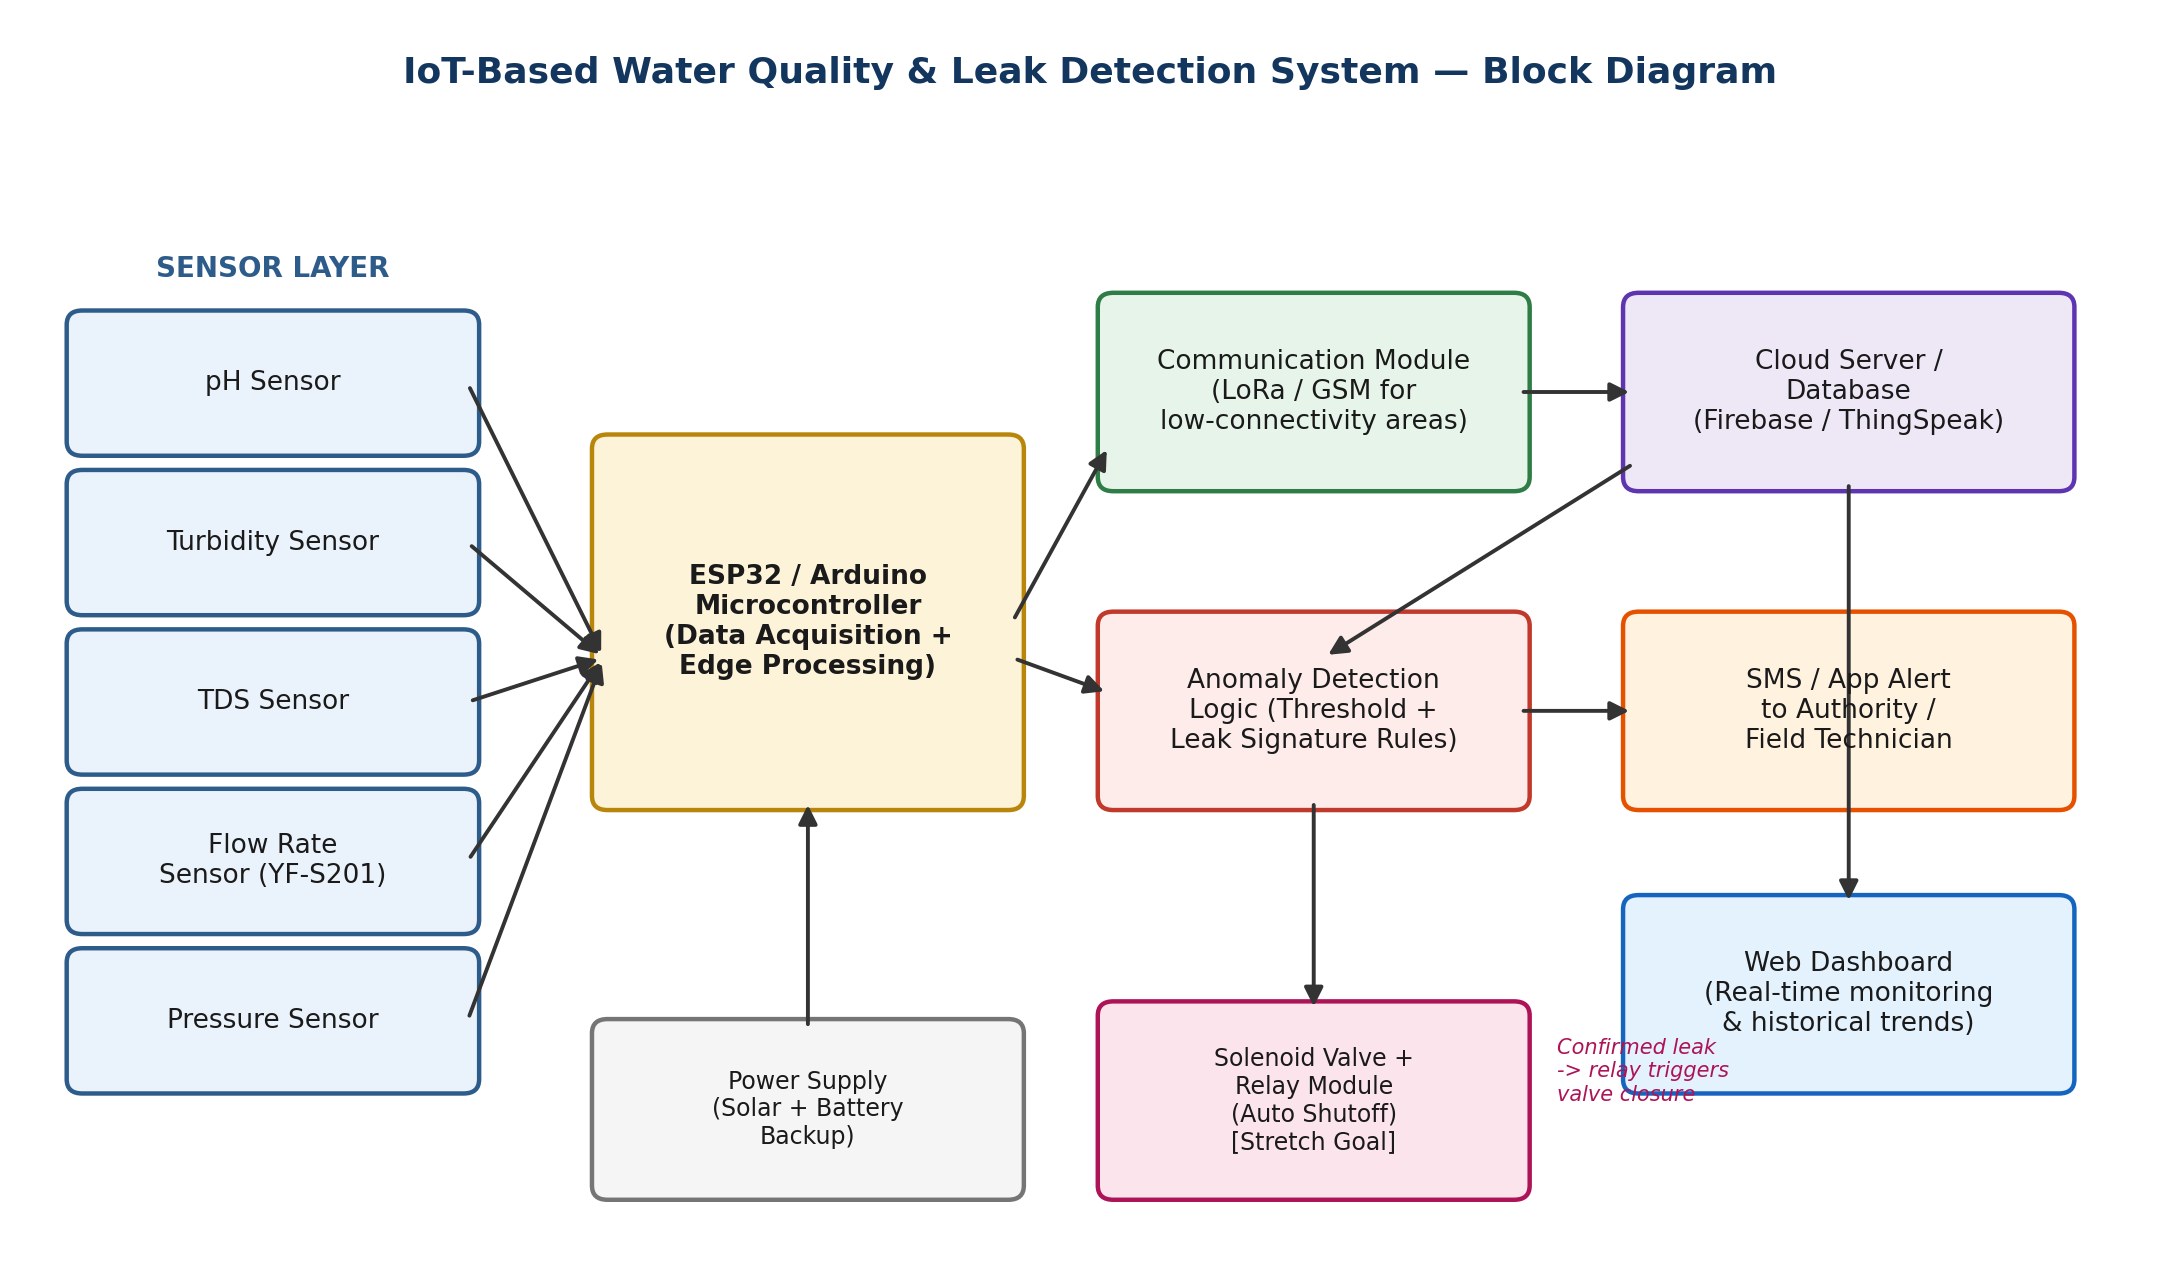 IoT-Based Water Quality & Leak Detection System — Block Diagram
SENSOR LAYER
pH Sensor
Turbidity Sensor
TDS Sensor
Flow Rate
Sensor (YF-S201)
Pressure Sensor
ESP32 / Arduino
Microcontroller
(Data Acquisition +
Edge Processing)
Power Supply
(Solar + Battery
Backup)
Communication Module
(LoRa / GSM for
low-connectivity areas)
Anomaly Detection
Logic (Threshold +
Leak Signature Rules)
Solenoid Valve +
Relay Module
(Auto Shutoff)
[Stretch Goal]
Cloud Server /
Database
(Firebase / ThingSpeak)
SMS / App Alert
to Authority /
Field Technician
Web Dashboard
(Real-time monitoring
& historical trends)
Confirmed leak
-> relay triggers
valve closure